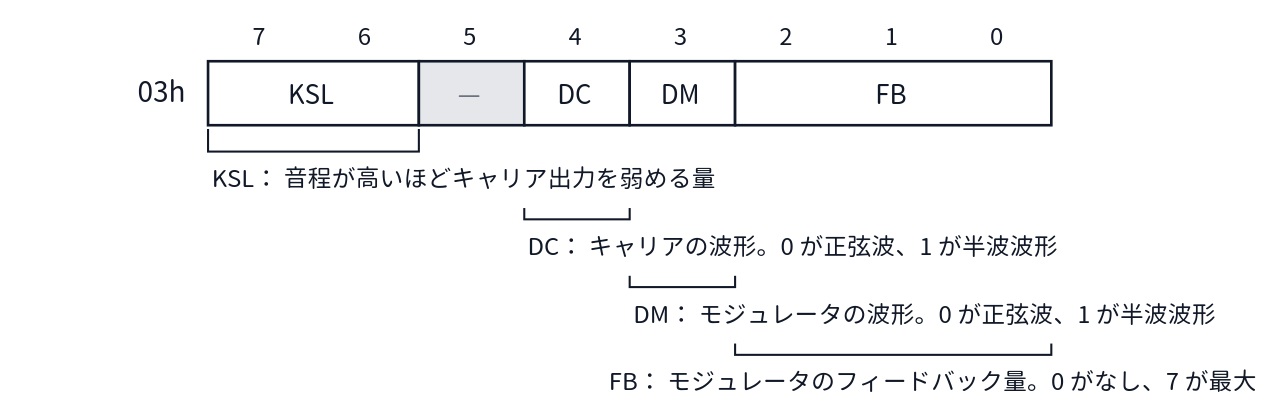 7 6 5 4 3 2 1 0
03h KSL — DC DM FB
KSL： 音程が高いほどキャリア出力を弱める量
DC： キャリアの波形。0 が正弦波、1 が半波波形
DM： モジュレータの波形。0 が正弦波、1 が半波波形
FB： モジュレータのフィードバック量。0 がなし、7 が最大